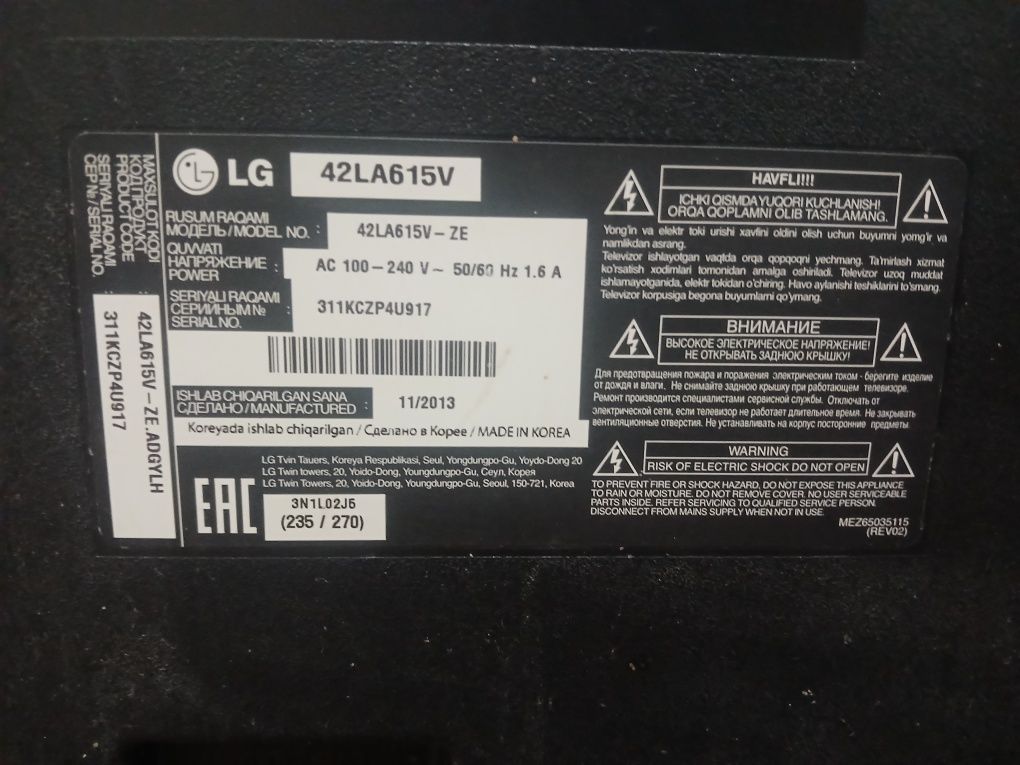 MAXSULOT KODI
КОД ПРОДУКТА
PRODUCT CODE
SERIYALI RAQAMI
СЕР № / SERIAL NO.
42LA615V-ZE.ADGYLH
311KCZP4U917
LG 42LA615V
RUSUM RAQAMI
МОДЕЛЬ / MODEL NO. : 42LA615V-ZE
QUVVATI
НАПРЯЖЕНИЕ : AC 100-240 V ~ 50/60 Hz 1.6 A
POWER
SERIYALI RAQAMI
СЕРИЙНЫМ № : 311KCZP4U917
SERIAL NO.
ISHLAB CHIQARILGAN SANA
СДЕЛАНО / MANUFACTURED : 11/2013
Koreyada ishlab chiqarilgan / Сделано в Корее / MADE IN KOREA
LG Twin Tauers, Koreya Respublikasi, Seul, Yongdungpo-Gu, Yoydo-Dong 20
LG Twin towers, 20, Yoido-Dong, Youngdungpo-Gu, Сеул, Корея
LG Twin Towers, 20, Yoido-Dong, Youngdungpo-Gu, Seoul, 150-721, Korea
EAC
3N1L02J5
(235 / 270)
HAVFLI!!!
ICHKI QISMDA YUQORI KUCHLANISH!
ORQA QOPLAMNI OLIB TASHLAMANG.
Yong'in va elektr toki urishi xavfini oldini olish uchun buyumni yomg'ir va
namlikdan asrang.
Televizor ishlayotgan vaqtda orqa qopqoqni yechmang. Ta'mirlash xizmat
ko'rsatish xodimlari tomonidan amalga oshiriladi. Televizor uzoq muddat
ishlamayotganida, elektr tokidan o'chiring. Havo aylanishi teshiklarini to'smang.
Televizor korpusiga begona buyumlarni qo'ymang.
ВНИМАНИЕ
ВЫСОКОЕ ЭЛЕКТРИЧЕСКОЕ НАПРЯЖЕНИЕ!
НЕ ОТКРЫВАТЬ ЗАДНЮЮ КРЫШКУ!
Для предотвращения пожара и поражения электрическим током - берегите изделие
от дождя и влаги. Не снимайте заднюю крышку при работающем телевизоре.
Ремонт производится специалистами сервисной службы. Отключайте от
электрической сети, если телевизор не работает длительное время. Не закрывать
вентиляционные отверстия. Не устанавливать на корпус посторонние предметы.
WARNING
RISK OF ELECTRIC SHOCK DO NOT OPEN
TO PREVENT FIRE OR SHOCK HAZARD, DO NOT EXPOSE THIS APPLIANCE
TO RAIN OR MOISTURE. DO NOT REMOVE COVER. NO USER SERVICEABLE
PARTS INSIDE. REFER SERVICING TO QUALIFIED SERVICE PERSONNEL.
DISCONNECT FROM MAINS SUPPLY WHEN NOT IN USE.
MEZ65035115
(REV02)